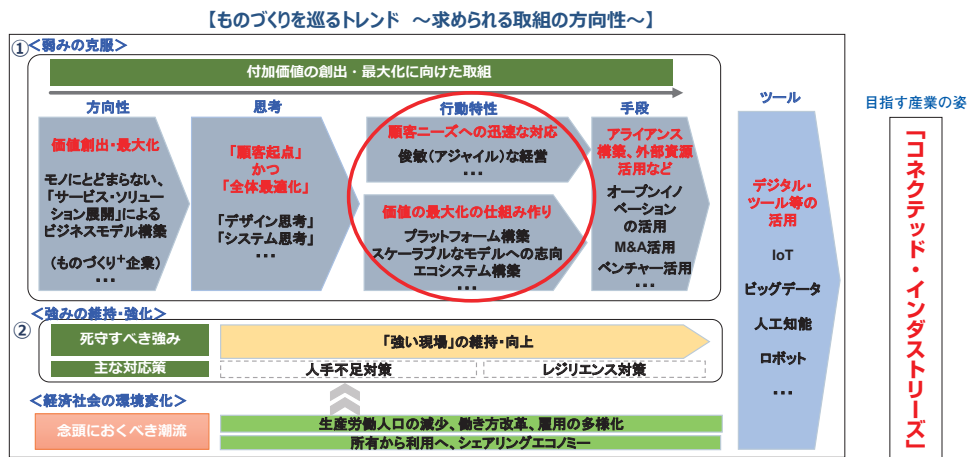 【ものづくりを巡るトレンド ～求められる取組の方向性～】
①＜弱みの克服＞
付加価値の創出・最大化に向けた取組
方向性
価値創出・最大化
モノにとどまらない、
「サービス・ソリュー
ション展開」による
ビジネスモデル構築
(ものづくり+企業)
…
思考
「顧客起点」
かつ
「全体最適化」
「デザイン思考」
「システム思考」
…
行動特性
顧客ニーズへの迅速な対応
俊敏(アジャイル)な経営
…
価値の最大化の仕組み作り
プラットフォーム構築
スケーラブルなモデルへの志向
エコシステム構築
…
手段
アライアンス
構築、外部資源
活用など
オープンイノ
ベーション
の活用
M&A活用
ベンチャー活用
…
ツール
デジタル・
ツール等の
活用
IoT
ビッグデータ
人工知能
ロボット
…
目指す産業の姿
「コネクテッド・インダストリーズ」
＜強みの維持・強化＞
②
死守すべき強み
「強い現場」の維持・向上
主な対応策
人手不足対策
レジリエンス対策
＜経済社会の環境変化＞
念頭におくべき潮流
生産労働人口の減少、働き方改革、雇用の多様化
所有から利用へ、シェアリングエコノミー